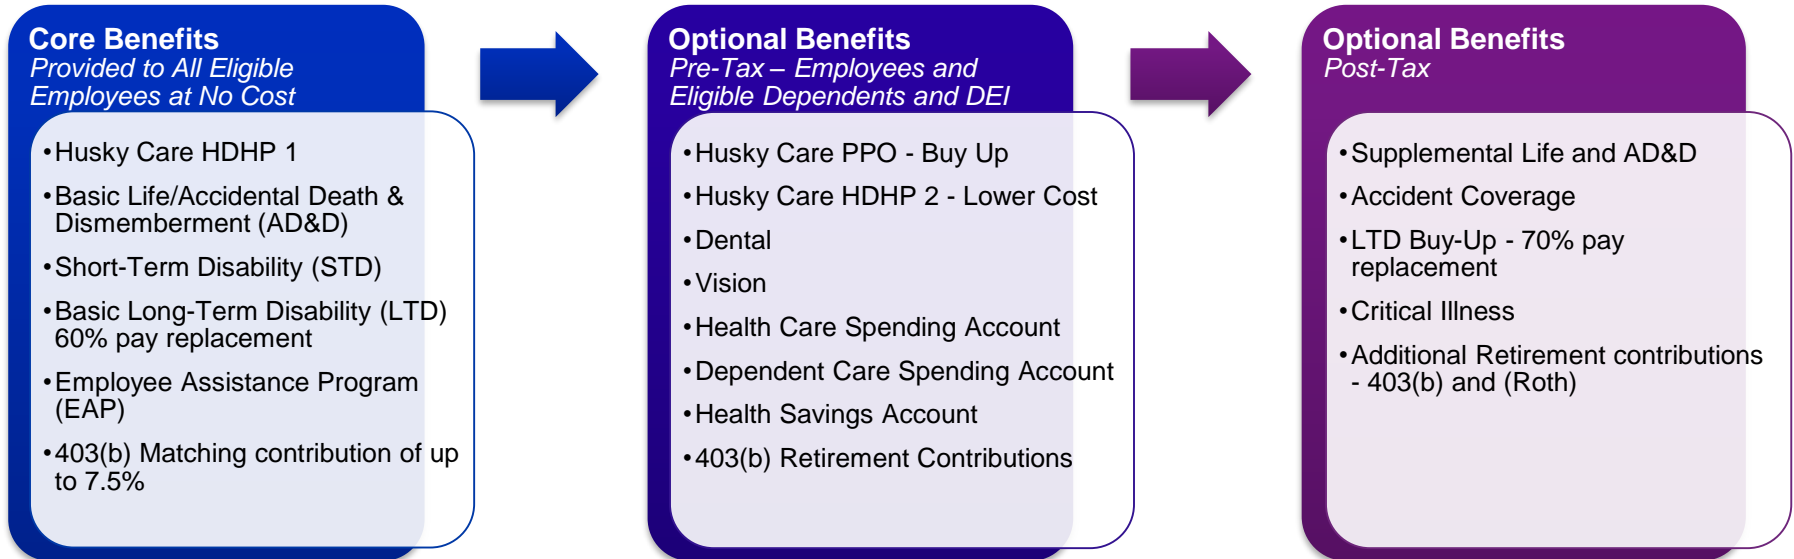 Core Benefits
Provided to All Eligible
Employees at No Cost
•Husky Care HDHP 1
•Basic Life/Accidental Death &
Dismemberment (AD&D)
•Short-Term Disability (STD)
•Basic Long-Term Disability (LTD)
60% pay replacement
•Employee Assistance Program
(EAP)
•403(b) Matching contribution of up
to 7.5%
Optional Benefits
Pre-Tax – Employees and
Eligible Dependents and DEI
•Husky Care PPO - Buy Up
•Husky Care HDHP 2 - Lower Cost
•Dental
•Vision
•Health Care Spending Account
•Dependent Care Spending Account
•Health Savings Account
•403(b) Retirement Contributions
Optional Benefits
Post-Tax
•Supplemental Life and AD&D
•Accident Coverage
•LTD Buy-Up - 70% pay
replacement
•Critical Illness
•Additional Retirement contributions
- 403(b) and (Roth)